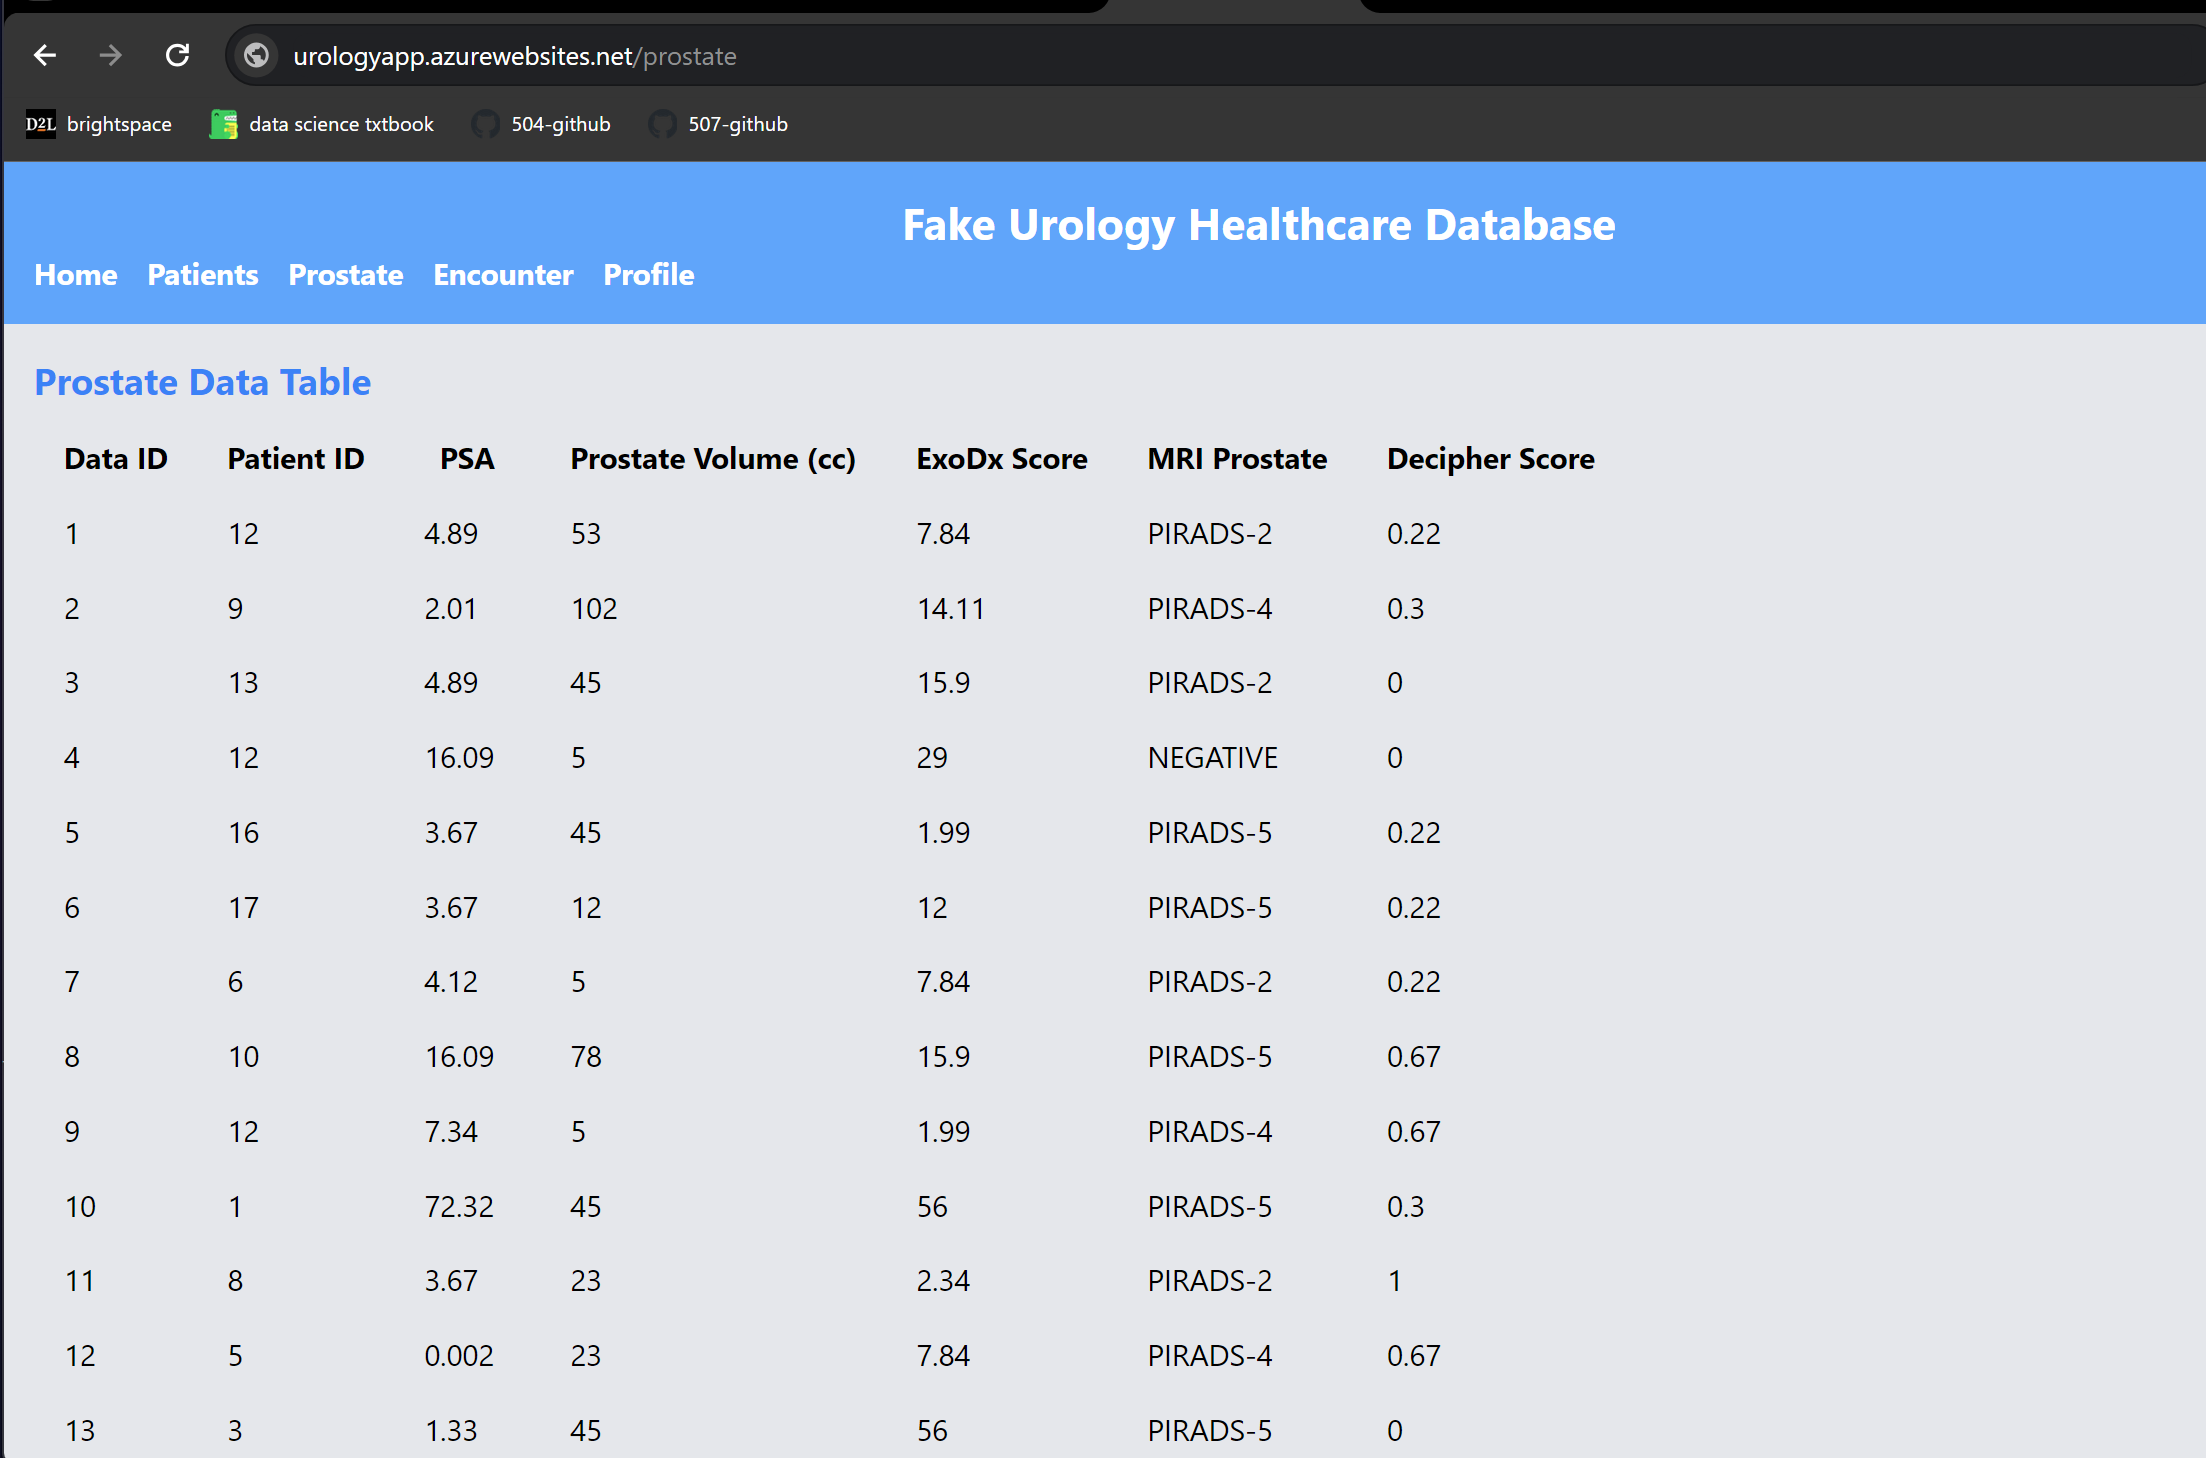 urologyapp.azurewebsites.net/prostate
D2L brightspace data science txtbook 504-github 507-github
Fake Urology Healthcare Database
Home Patients Prostate Encounter Profile
Prostate Data Table
Data ID Patient ID PSA Prostate Volume (cc) ExoDx Score MRI Prostate Decipher Score
1 12 4.89 53 7.84 PIRADS-2 0.22
2 9 2.01 102 14.11 PIRADS-4 0.3
3 13 4.89 45 15.9 PIRADS-2 0
4 12 16.09 5 29 NEGATIVE 0
5 16 3.67 45 1.99 PIRADS-5 0.22
6 17 3.67 12 12 PIRADS-5 0.22
7 6 4.12 5 7.84 PIRADS-2 0.22
8 10 16.09 78 15.9 PIRADS-5 0.67
9 12 7.34 5 1.99 PIRADS-4 0.67
10 1 72.32 45 56 PIRADS-5 0.3
11 8 3.67 23 2.34 PIRADS-2 1
12 5 0.002 23 7.84 PIRADS-4 0.67
13 3 1.33 45 56 PIRADS-5 0